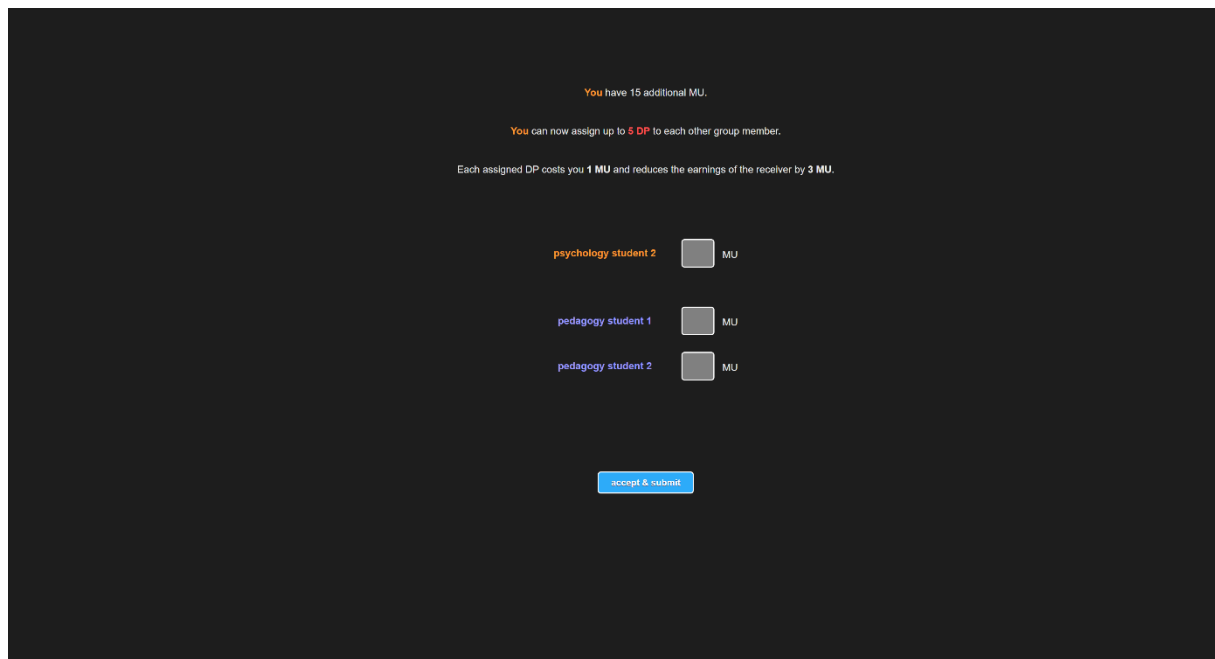 You have 15 additional MU.
You can now assign up to 5 DP to each other group member.
Each assigned DP costs you 1 MU and reduces the earnings of the receiver by 3 MU.
psychology student 2 MU
pedagogy student 1 MU
pedagogy student 2 MU
accept & submit